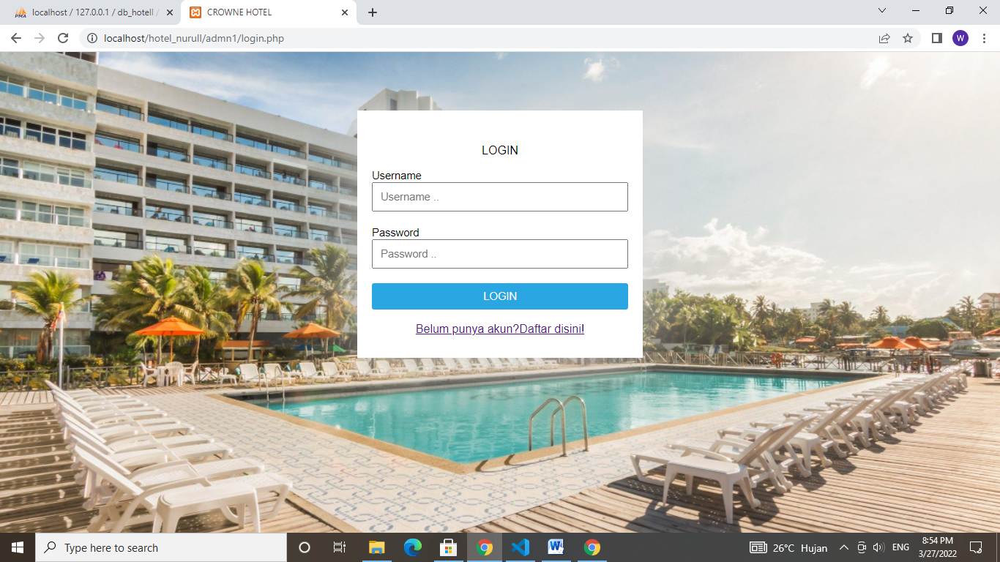 localhost / 127.0.0.1 / db_hotell /
CROWNE HOTEL
localhost/hotel_nurull/admn1/login.php
W
LOGIN
Username
Username ..
Password
Password ..
LOGIN
Belum punya akun?Daftar disini!
Type here to search
26°C Hujan
ENG
8:54 PM
3/27/2022